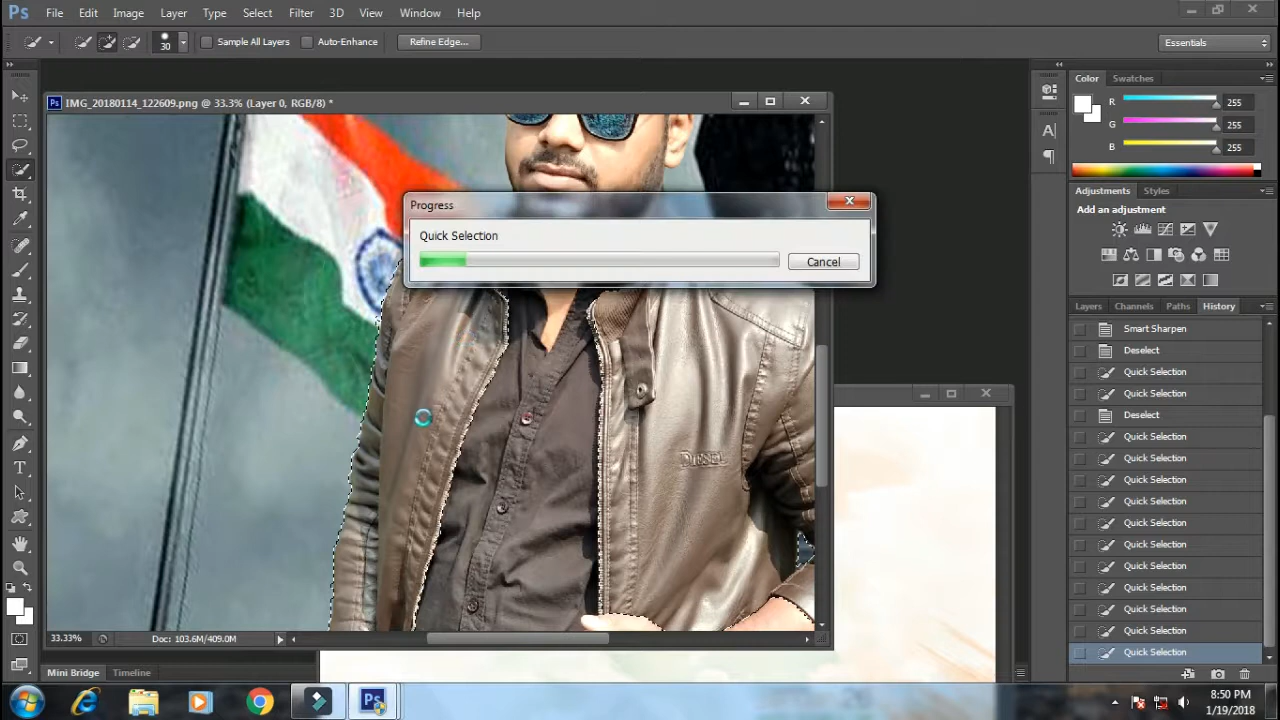 Ps File Edit Image Layer Type Select Filter 3D View Window Help
30 Sample All Layers Auto-Enhance Refine Edge... Essentials
Ps IMG_20180114_122609.png @ 33.3% (Layer 0, RGB/8) *
Color Swatches
R 255
G 255
B 255
Adjustments Styles
Add an adjustment
Progress
Quick Selection
Cancel
DIESEL
Layers Channels Paths History
Smart Sharpen
Deselect
Quick Selection
Quick Selection
Deselect
Quick Selection
Quick Selection
Quick Selection
Quick Selection
Quick Selection
Quick Selection
Quick Selection
Quick Selection
Quick Selection
Quick Selection
Quick Selection
33.33% Doc: 103.6M/409.0M
Mini Bridge Timeline
Ps
8:50 PM
1/19/2018